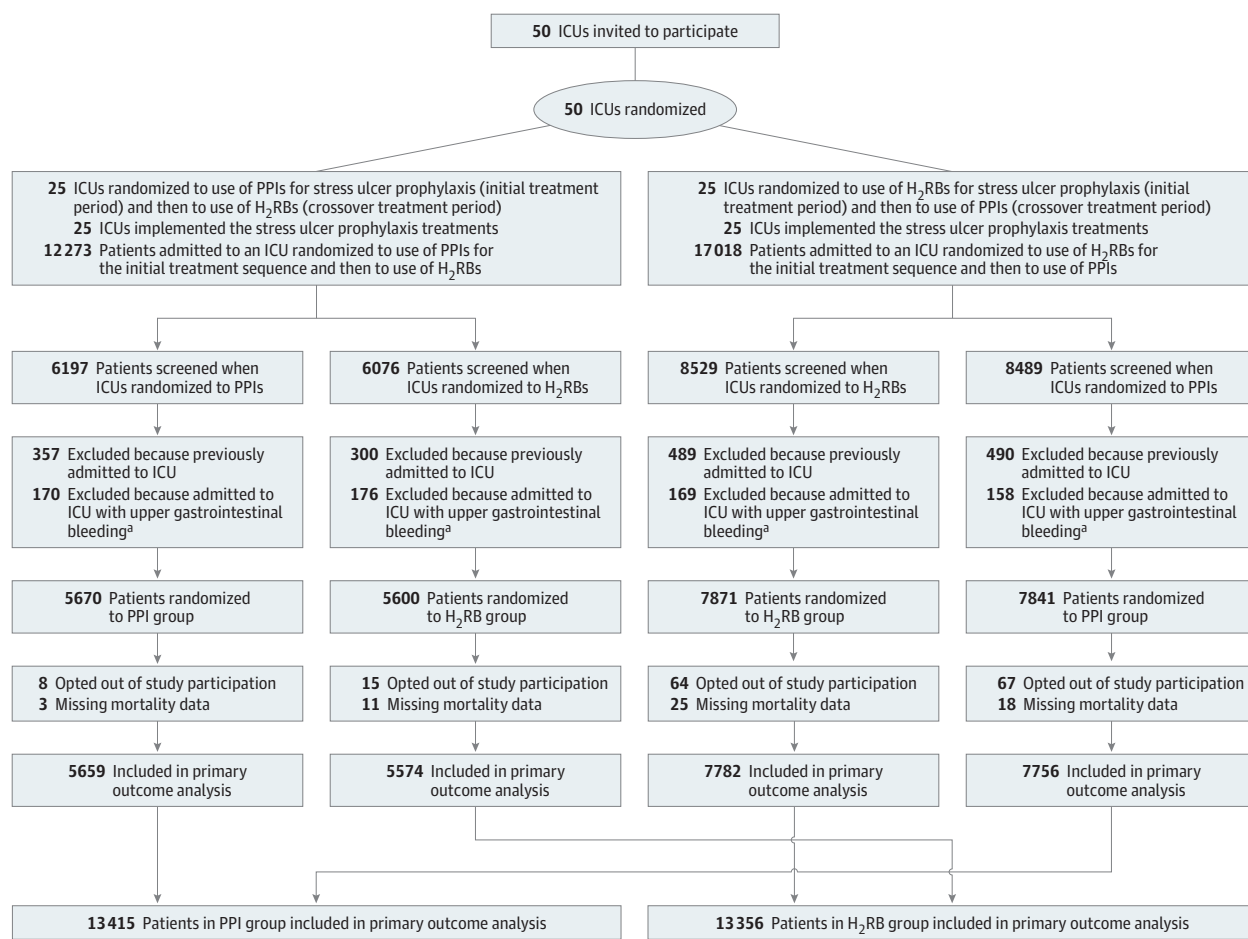 50 ICUs invited to participate
50 ICUs randomized
25 ICUs randomized to use of PPIs for stress ulcer prophylaxis (initial treatment
period) and then to use of H2RBs (crossover treatment period)
25 ICUs implemented the stress ulcer prophylaxis treatments
12 273 Patients admitted to an ICU randomized to use of PPIs for
the initial treatment sequence and then to use of H2RBs
25 ICUs randomized to use of H2RBs for stress ulcer prophylaxis (initial
treatment period) and then to use of PPIs (crossover treatment period)
25 ICUs implemented the stress ulcer prophylaxis treatments
17 018 Patients admitted to an ICU randomized to use of H2RBs for
the initial treatment sequence and then to use of PPIs
6197 Patients screened when
ICUs randomized to PPIs
6076 Patients screened when
ICUs randomized to H2RBs
8529 Patients screened when
ICUs randomized to H2RBs
8489 Patients screened when
ICUs randomized to PPIs
357 Excluded because previously
admitted to ICU
170 Excluded because admitted to
ICU with upper gastrointestinal
bleedinga
300 Excluded because previously
admitted to ICU
176 Excluded because admitted to
ICU with upper gastrointestinal
bleedinga
489 Excluded because previously
admitted to ICU
169 Excluded because admitted to
ICU with upper gastrointestinal
bleedinga
490 Excluded because previously
admitted to ICU
158 Excluded because admitted to
ICU with upper gastrointestinal
bleedinga
5670 Patients randomized
to PPI group
5600 Patients randomized
to H2RB group
7871 Patients randomized
to H2RB group
7841 Patients randomized
to PPI group
8 Opted out of study participation
3 Missing mortality data
15 Opted out of study participation
11 Missing mortality data
64 Opted out of study participation
25 Missing mortality data
67 Opted out of study participation
18 Missing mortality data
5659 Included in primary
outcome analysis
5574 Included in primary
outcome analysis
7782 Included in primary
outcome analysis
7756 Included in primary
outcome analysis
13 415 Patients in PPI group included in primary outcome analysis
13 356 Patients in H2RB group included in primary outcome analysis